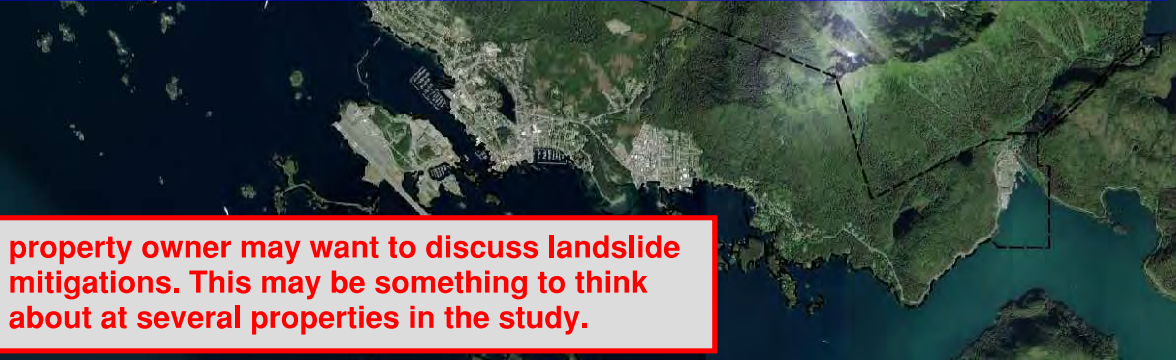 property owner may want to discuss landslide
mitigations. This may be something to think
about at several properties in the study.